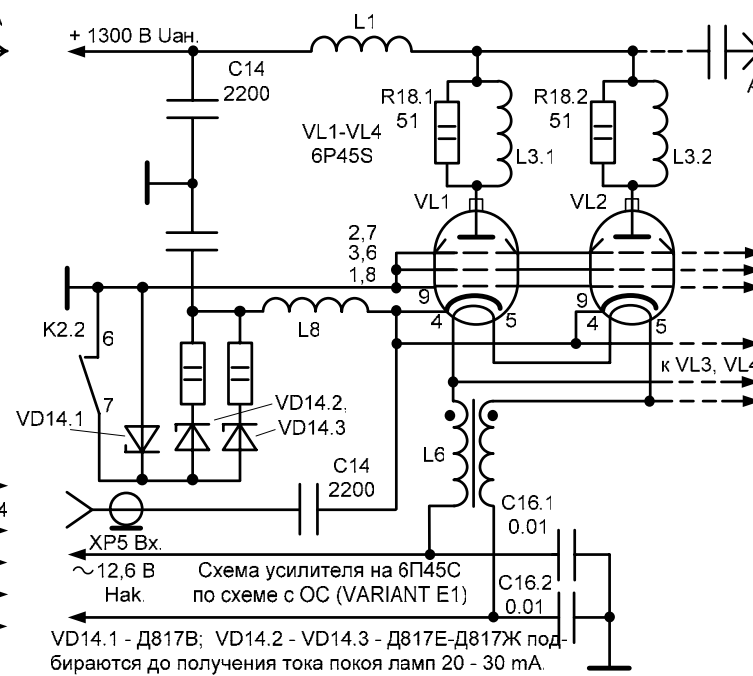 + 1300 В Uан.
L1
C14
2200
R18.1
51
R18.2
51
VL1-VL4
6P45S
L3.1
L3.2
VL1
VL2
2,7
3,6
1,8
9
4
5
9
4
5
K2.2
6
7
L8
к VL3, VL4
VD14.1
VD14.2,
VD14.3
L6
C14
2200
C16.1
0.01
4
XP5 Вх.
~12,6 В
Нак.
Схема усилителя на 6П45С
по схеме с ОС (VARIANT E1)
C16.2
0.01
VD14.1 - Д817В; VD14.2 - VD14.3 - Д817Е-Д817Ж под-
бираются до получения тока покоя ламп 20 - 30 mA.